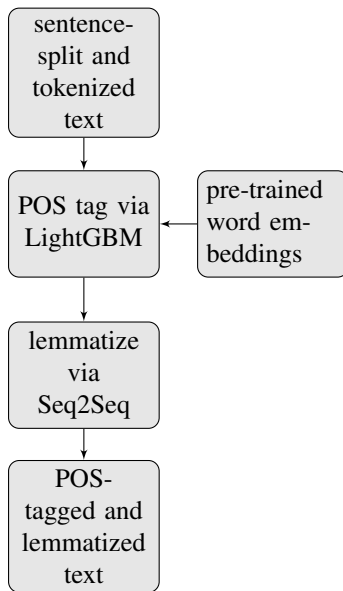 sentence-
split and
tokenized
text
POS tag via
LightGBM
pre-trained
word em-
beddings
lemmatize
via
Seq2Seq
POS-
tagged and
lemmatized
text